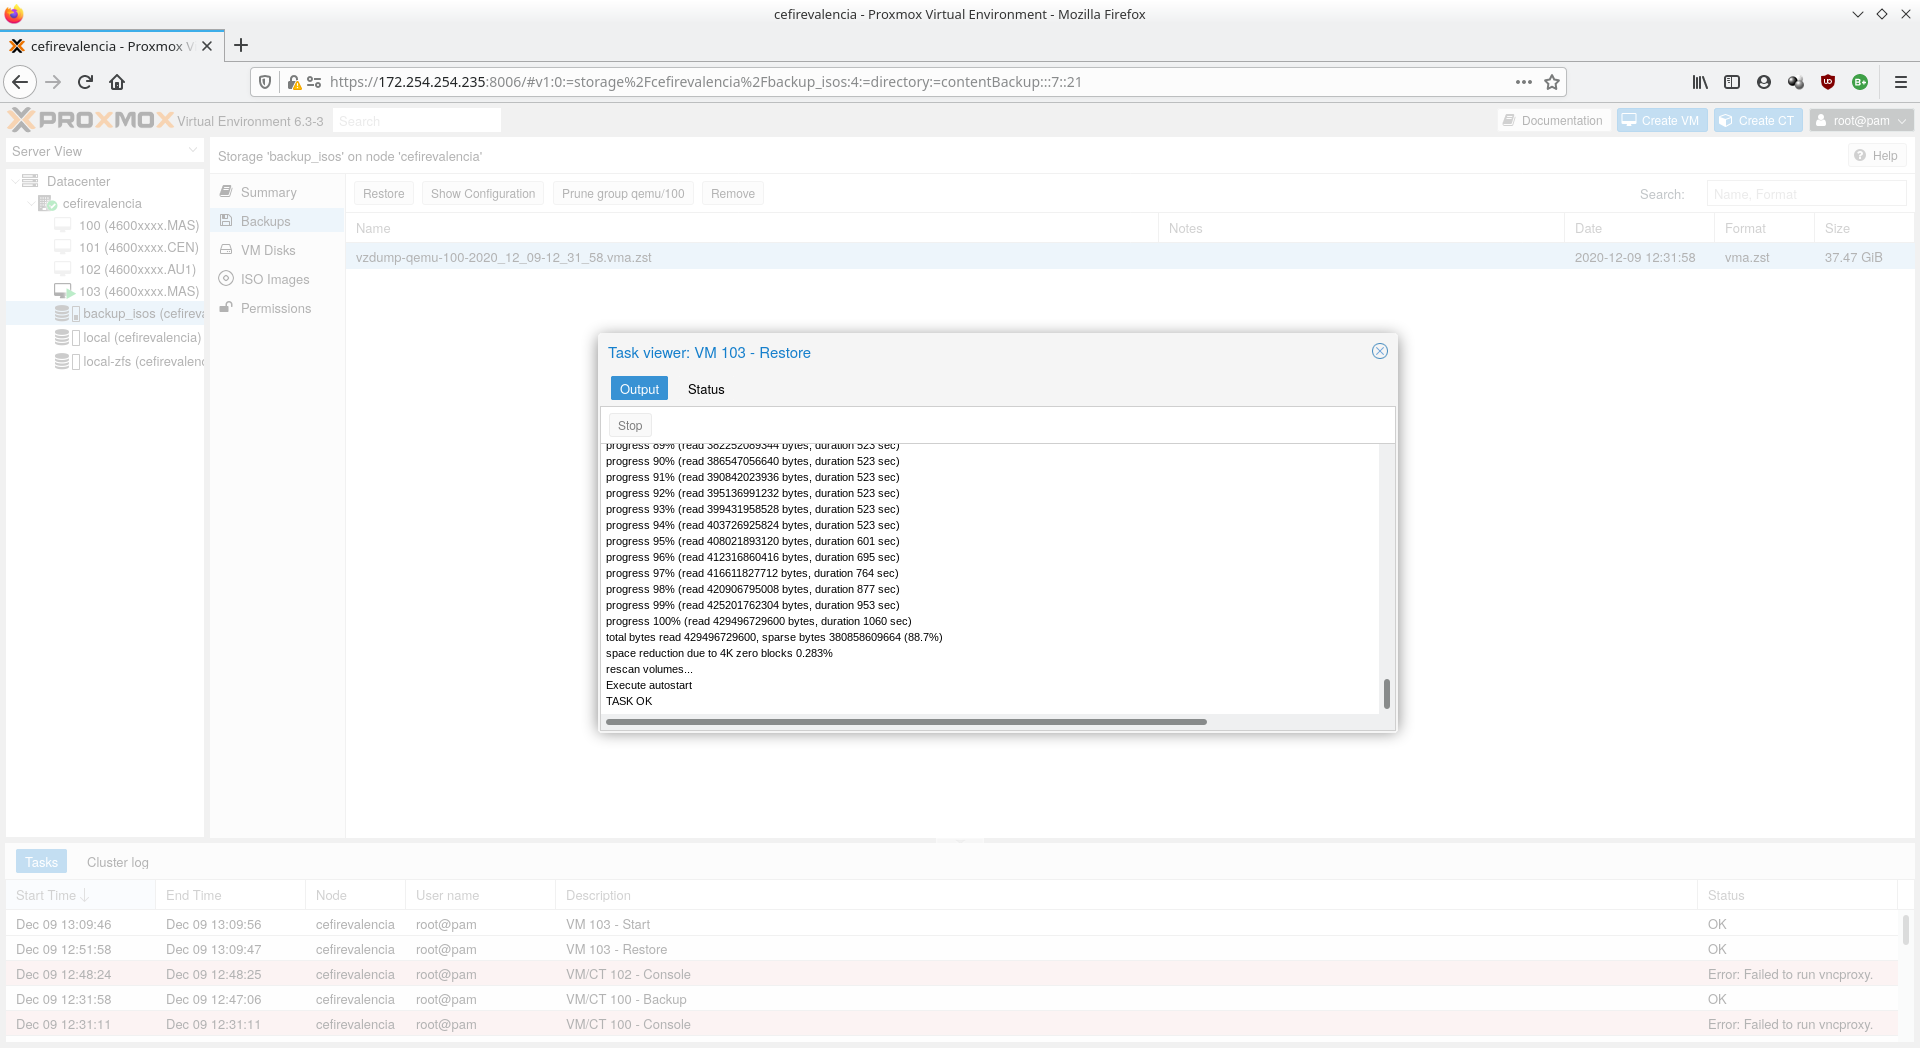 cefirevalencia - Proxmox Virtual Environment - Mozilla Firefox
cefirevalencia - Proxmox V
https://172.254.254.235:8006/#v1:0:=storage%2Fcefirevalencia%2Fbackup_isos:4:=directory:=contentBackup:::7::21
PROXMOX Virtual Environment 6.3-3
Search
Documentation
Create VM
Create CT
root@pam
Server View
Storage 'backup_isos' on node 'cefirevalencia'
Help
Datacenter
cefirevalencia
100 (4600xxxx.MAS)
101 (4600xxxx.CEN)
102 (4600xxxx.AU1)
103 (4600xxxx.MAS)
backup_isos (cefireva
local (cefirevalencia)
local-zfs (cefirevalenc
Summary
Backups
VM Disks
ISO Images
Permissions
Restore
Show Configuration
Prune group qemu/100
Remove
Search:
Name, Format
Name Notes Date Format Size
vzdump-qemu-100-2020_12_09-12_31_58.vma.zst 2020-12-09 12:31:58 vma.zst 37.47 GiB
Task viewer: VM 103 - Restore
Output
Status
Stop
progress 89% (read 382252089344 bytes, duration 523 sec)
progress 90% (read 386547056640 bytes, duration 523 sec)
progress 91% (read 390842023936 bytes, duration 523 sec)
progress 92% (read 395136991232 bytes, duration 523 sec)
progress 93% (read 399431958528 bytes, duration 523 sec)
progress 94% (read 403726925824 bytes, duration 523 sec)
progress 95% (read 408021893120 bytes, duration 601 sec)
progress 96% (read 412316860416 bytes, duration 695 sec)
progress 97% (read 416611827712 bytes, duration 764 sec)
progress 98% (read 420906795008 bytes, duration 877 sec)
progress 99% (read 425201762304 bytes, duration 953 sec)
progress 100% (read 429496729600 bytes, duration 1060 sec)
total bytes read 429496729600, sparse bytes 380858609664 (88.7%)
space reduction due to 4K zero blocks 0.283%
rescan volumes...
Execute autostart
TASK OK
Tasks
Cluster log
Start Time End Time Node User name Description Status
Dec 09 13:09:46 Dec 09 13:09:56 cefirevalencia root@pam VM 103 - Start OK
Dec 09 12:51:58 Dec 09 13:09:47 cefirevalencia root@pam VM 103 - Restore OK
Dec 09 12:48:24 Dec 09 12:48:25 cefirevalencia root@pam VM/CT 102 - Console Error: Failed to run vncproxy.
Dec 09 12:31:58 Dec 09 12:47:06 cefirevalencia root@pam VM/CT 100 - Backup OK
Dec 09 12:31:11 Dec 09 12:31:11 cefirevalencia root@pam VM/CT 100 - Console Error: Failed to run vncproxy.